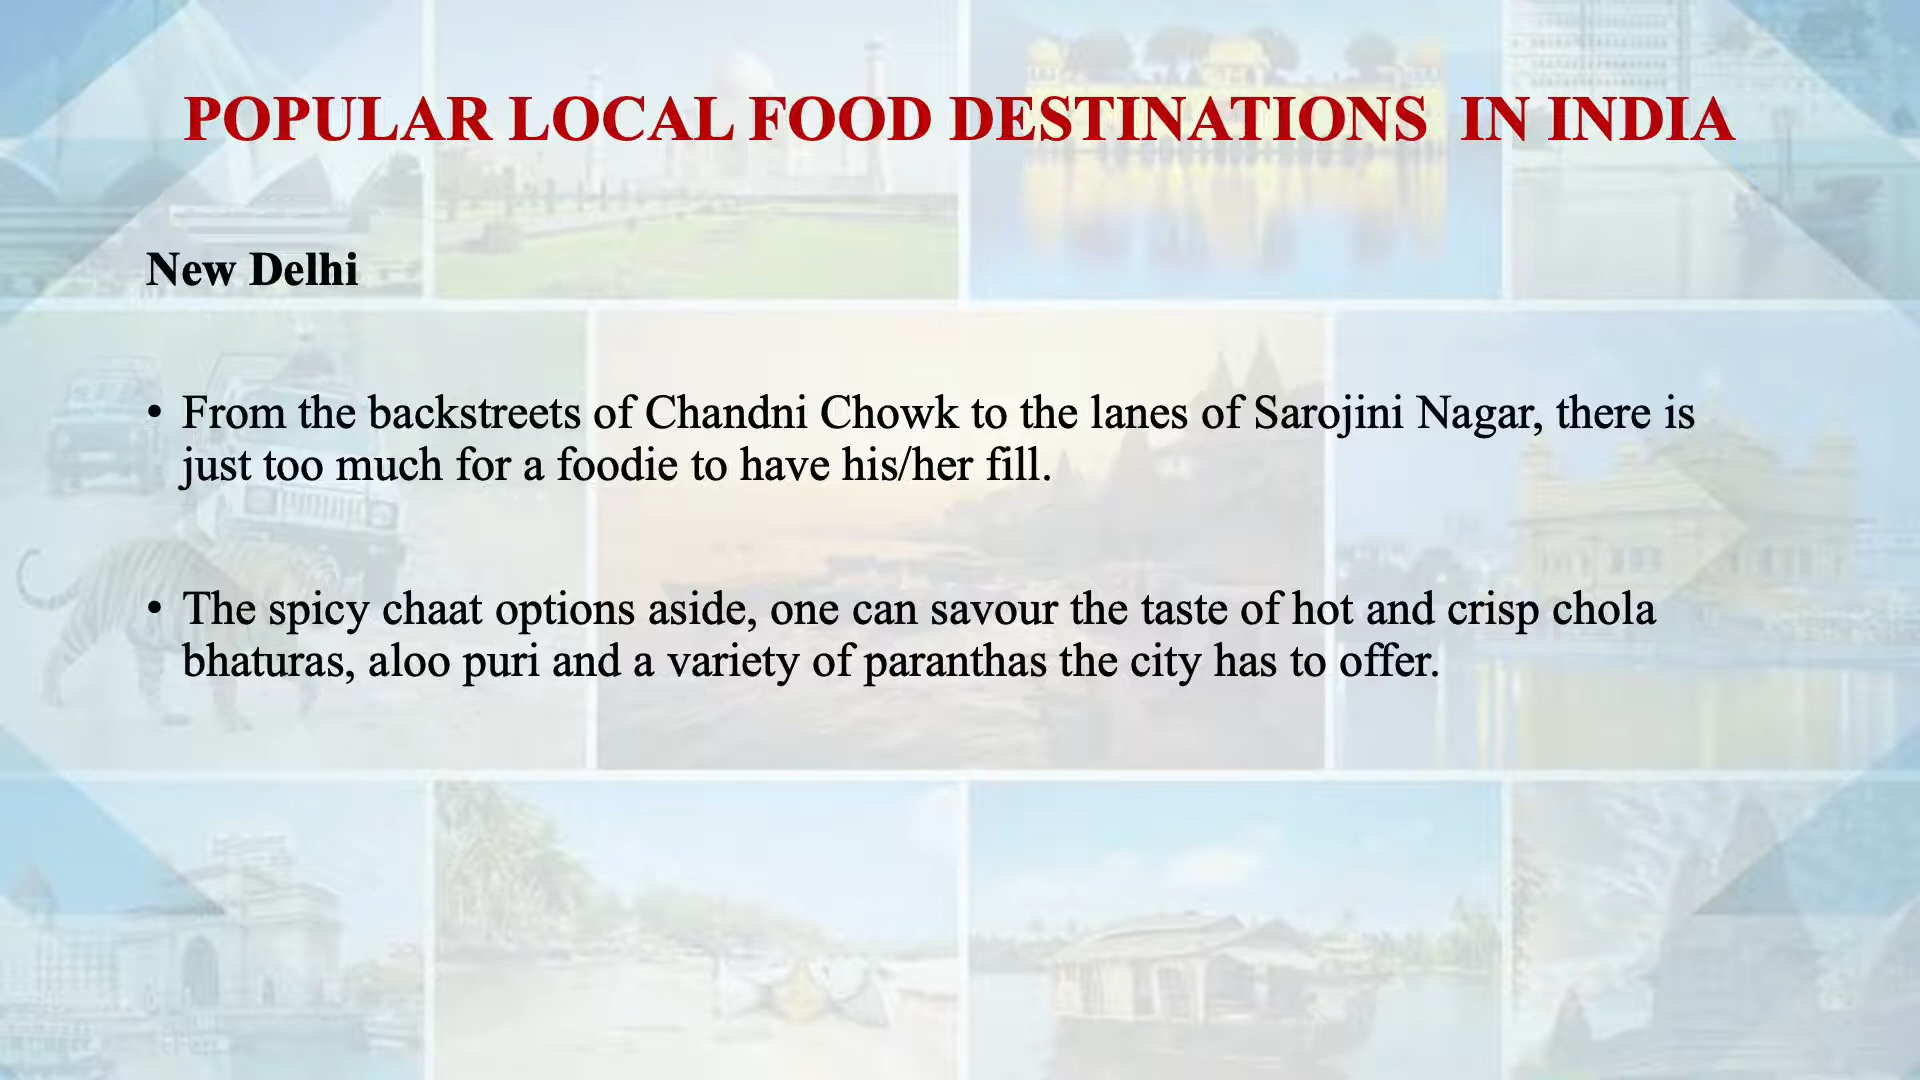 POPULAR LOCAL FOOD DESTINATIONS IN INDIA
New Delhi
• From the backstreets of Chandni Chowk to the lanes of Sarojini Nagar, there is
just too much for a foodie to have his/her fill.
• The spicy chaat options aside, one can savour the taste of hot and crisp chola
bhaturas, aloo puri and a variety of paranthas the city has to offer.